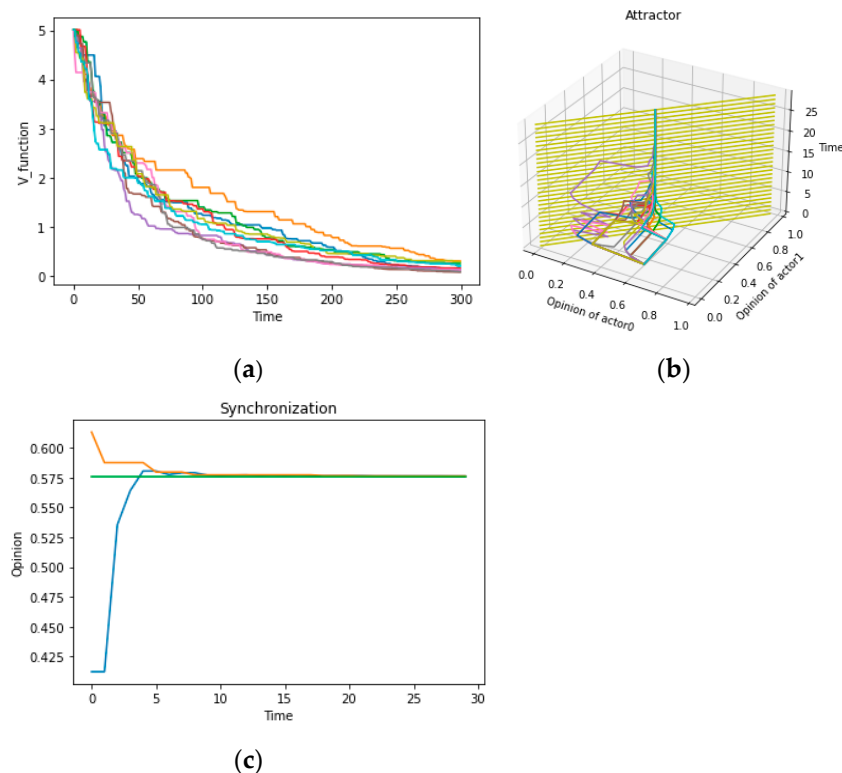 5
4
3
2
1
0
V_function
0 50 100 150 200 250 300
Time
(a)
Attractor
25
20
15
10
5
0
Time
0.0 0.2 0.4 0.6 0.8 1.0
Opinion of actor0
0.0 0.2 0.4 0.6 0.8 1.0
Opinion of actor1
(b)
Synchronization
0.600
0.575
0.550
0.525
0.500
0.475
0.450
0.425
Opinion
0 5 10 15 20 25 30
Time
(c)